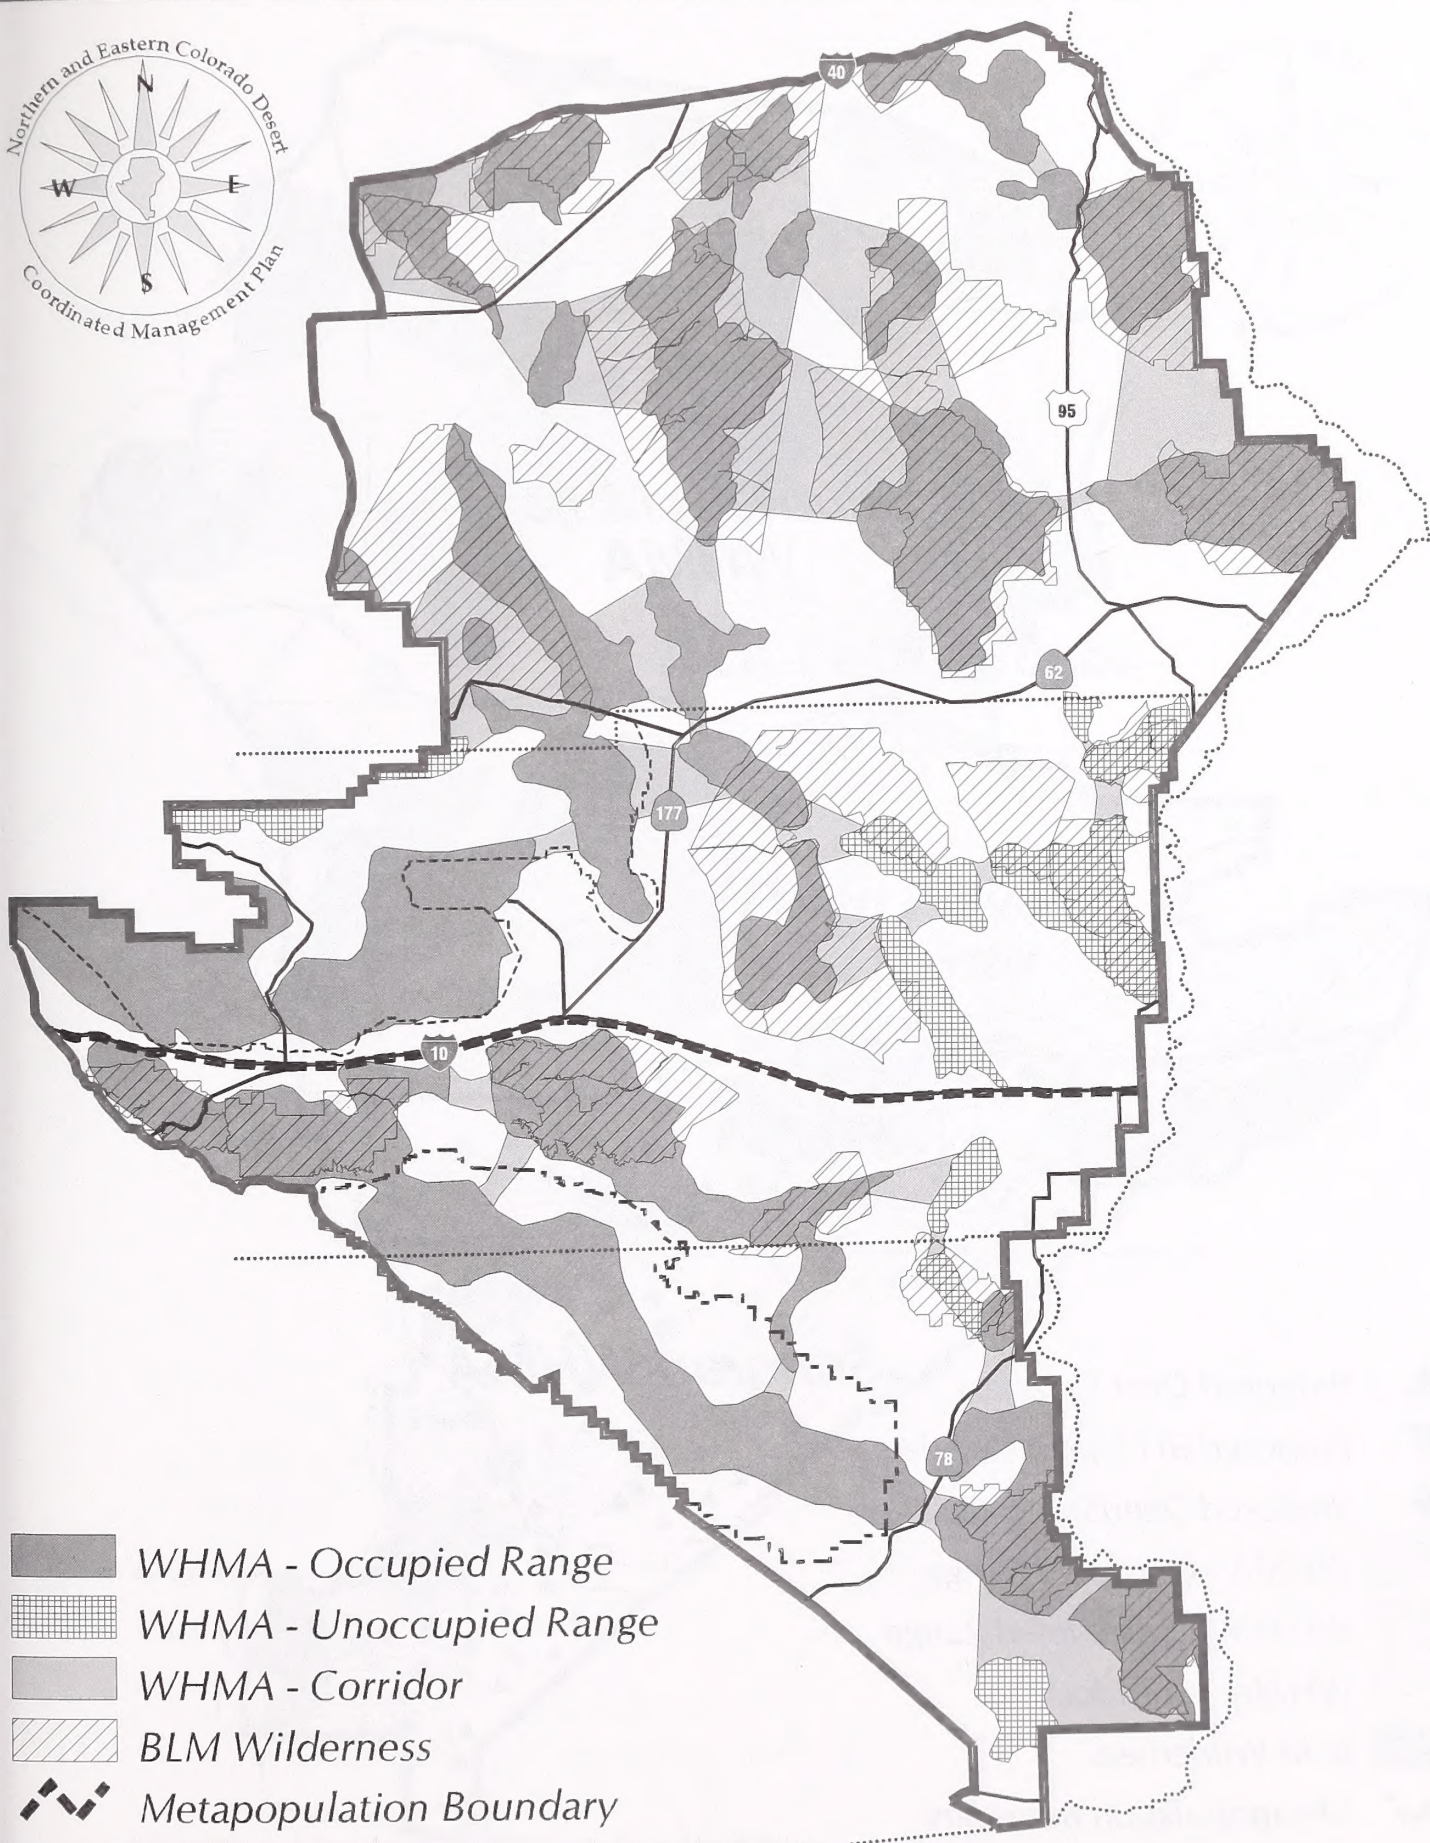 Northern and Eastern Colorado Desert
N
W
E
S
Coordinated Management Plan
40
95
62
177
10
78
WHMA - Occupied Range
WHMA - Unoccupied Range
WHMA - Corridor
BLM Wilderness
Metapopulation Boundary